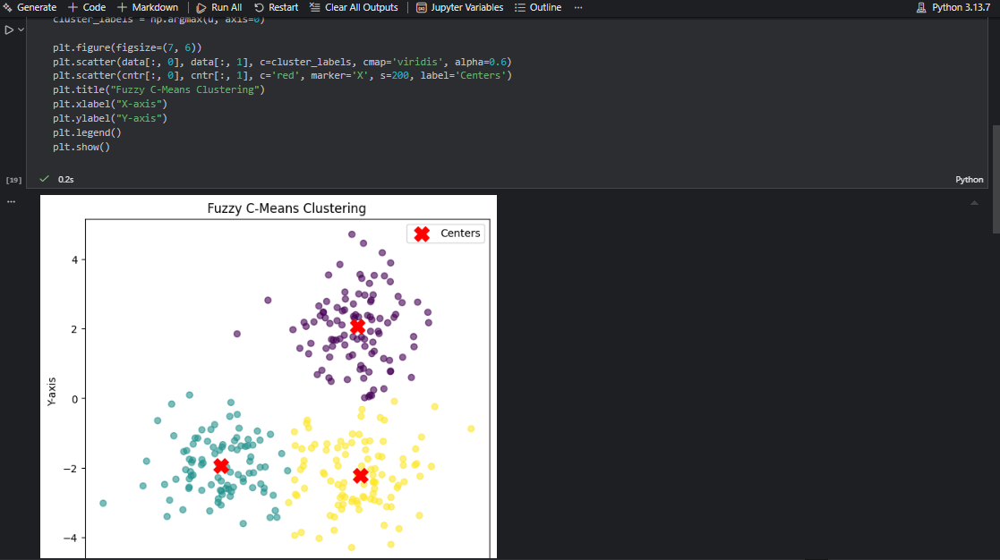 Generate + Code + Markdown | Run All Restart Clear All Outputs | Jupyter Variables Outline ... Python 3.13.7
cluster_labels = np.argmax(u, axis=0)
plt.figure(figsize=(7, 6))
plt.scatter(data[:, 0], data[:, 1], c=cluster_labels, cmap='viridis', alpha=0.6)
plt.scatter(cntr[:, 0], cntr[:, 1], c='red', marker='X', s=200, label='Centers')
plt.title("Fuzzy C-Means Clustering")
plt.xlabel("X-axis")
plt.ylabel("Y-axis")
plt.legend()
plt.show()
[19] 0.2s Python
...
Fuzzy C-Means Clustering
Centers
4
2
0
−2
−4
Y-axis